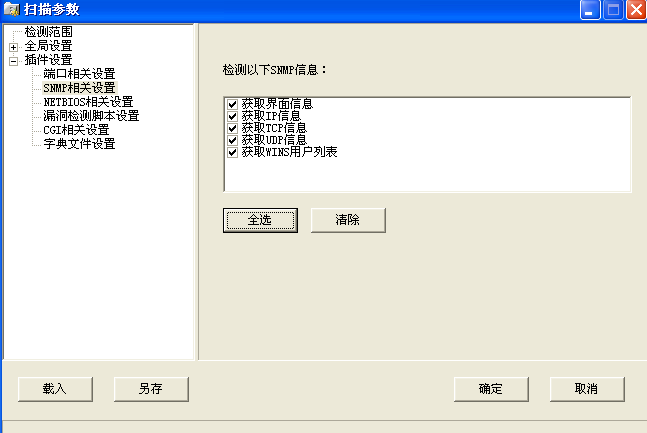 扫描参数
检测范围
全局设置
插件设置
端口相关设置
SNMP相关设置
NETBIOS相关设置
漏洞检测脚本设置
CGI相关设置
字典文件设置
检测以下SNMP信息：
获取界面信息
获取IP信息
获取TCP信息
获取UDP信息
获取WINS用户列表
全选
清除
载入
另存
确定
取消